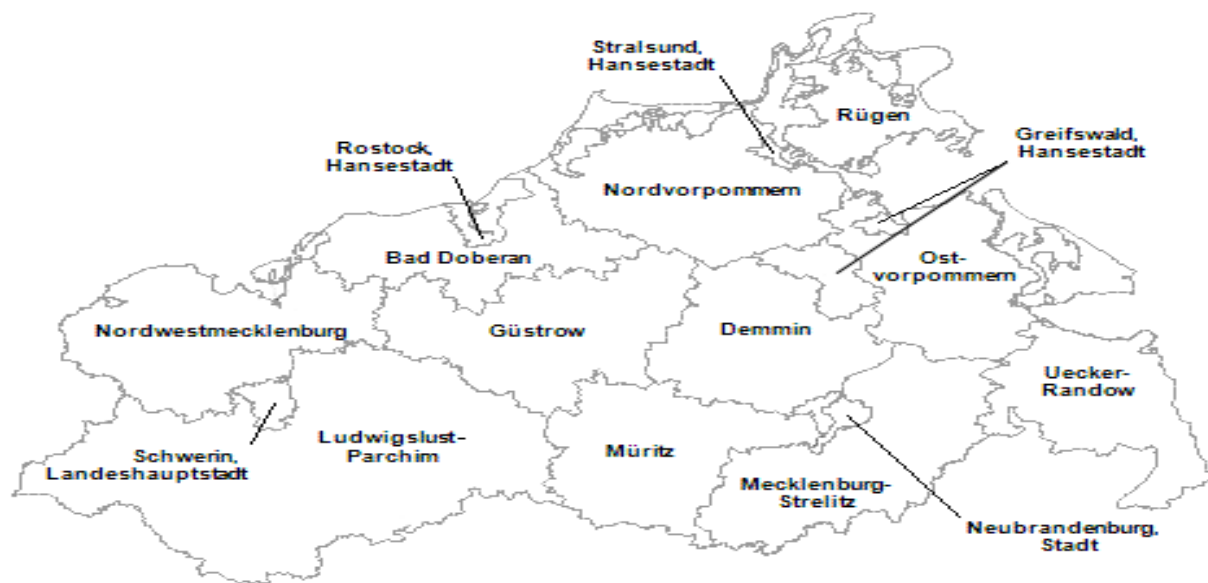 Stralsund,
Hansestadt
Rügen
Greifswald,
Hansestadt
Rostock,
Hansestadt
Nordvorpommern
Bad Doberan
Ost-
vorpommern
Nordwestmecklenburg
Güstrow
Demmin
Uecker-
Randow
Ludwigslust-
Parchim
Müritz
Schwerin,
Landeshauptstadt
Mecklenburg-
Strelitz
Neubrandenburg,
Stadt